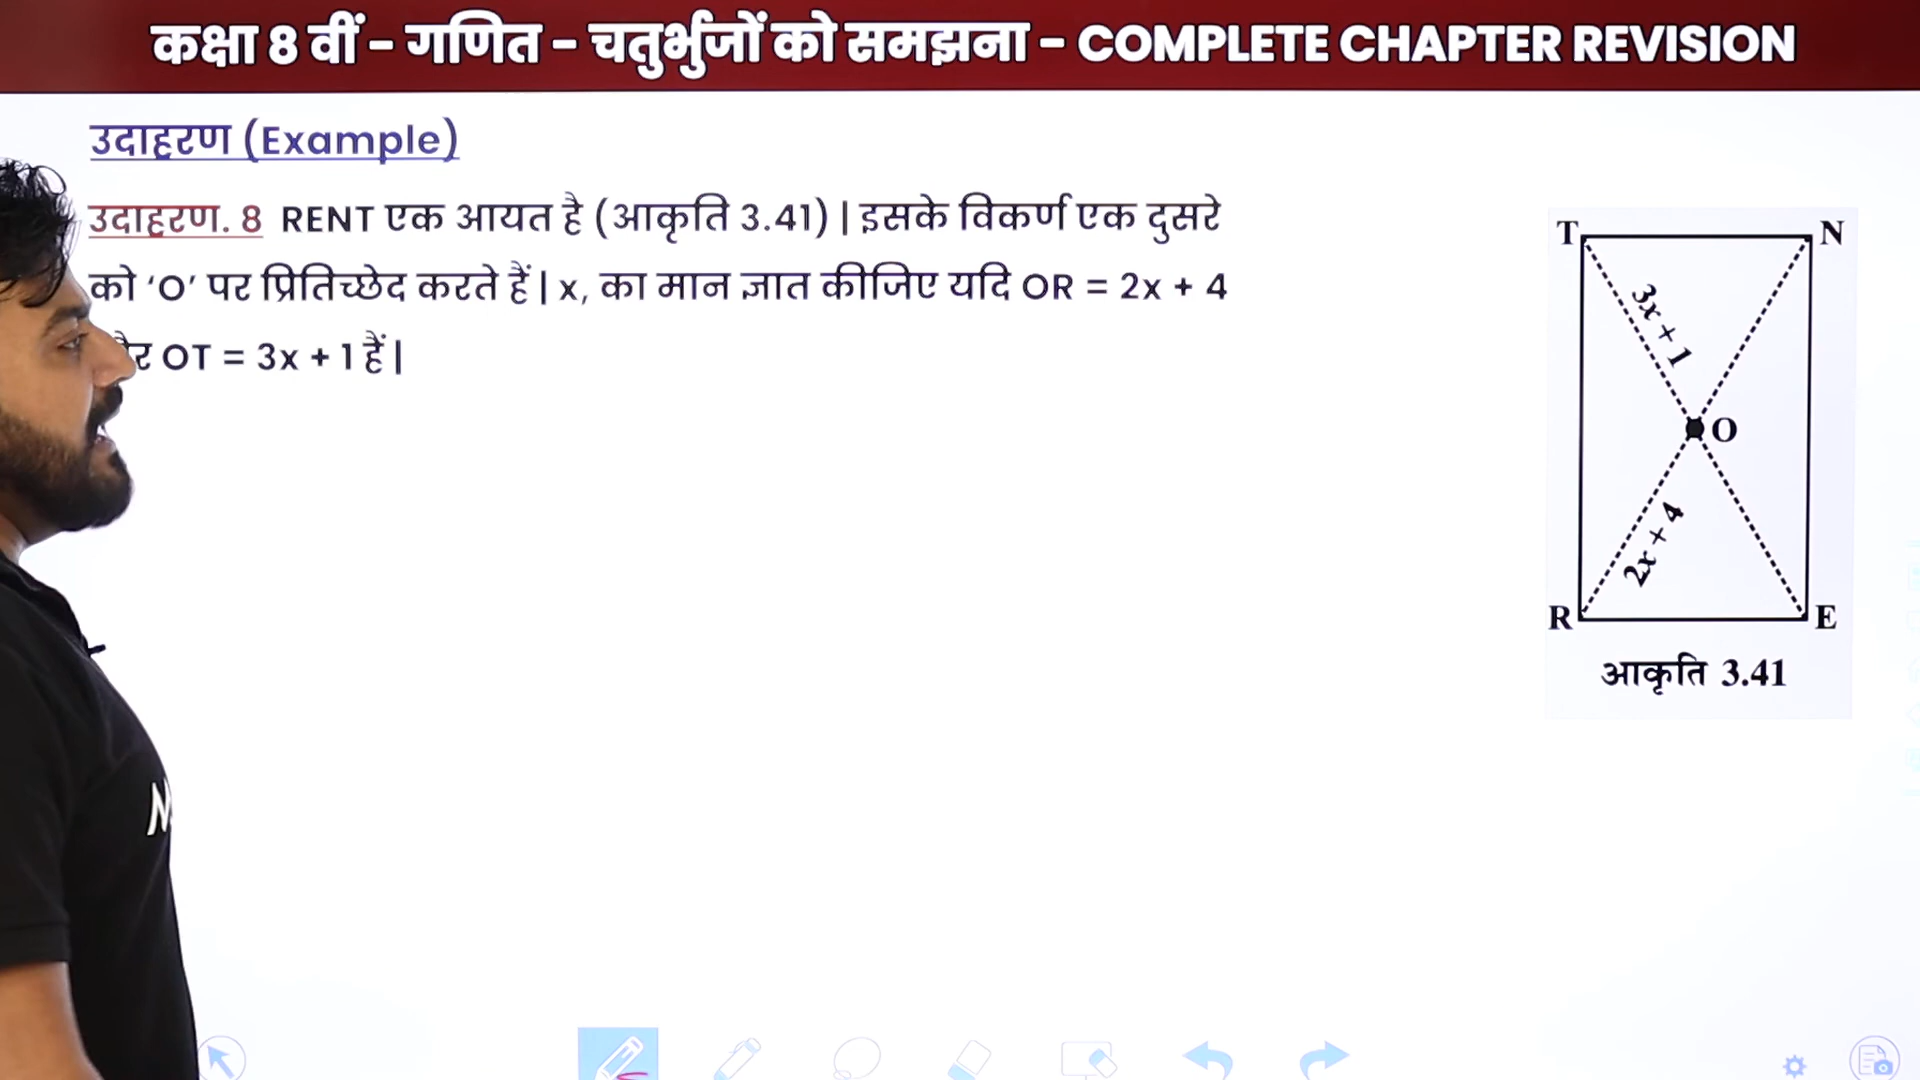 कक्षा 8 वीं – गणित – चतुर्भुजों को समझना – COMPLETE CHAPTER REVISION
उदाहरण (Example)
उदाहरण. 8 RENT एक आयत है (आकृति 3.41) | इसके विकर्ण एक दुसरे
को ‘O’ पर प्रितिच्छेद करते हैं | x, का मान ज्ञात कीजिए यदि OR = 2x + 4
OT = 3x + 1 हैं |
T
N
3x + 1
O
2x + 4
R
E
आकृति 3.41